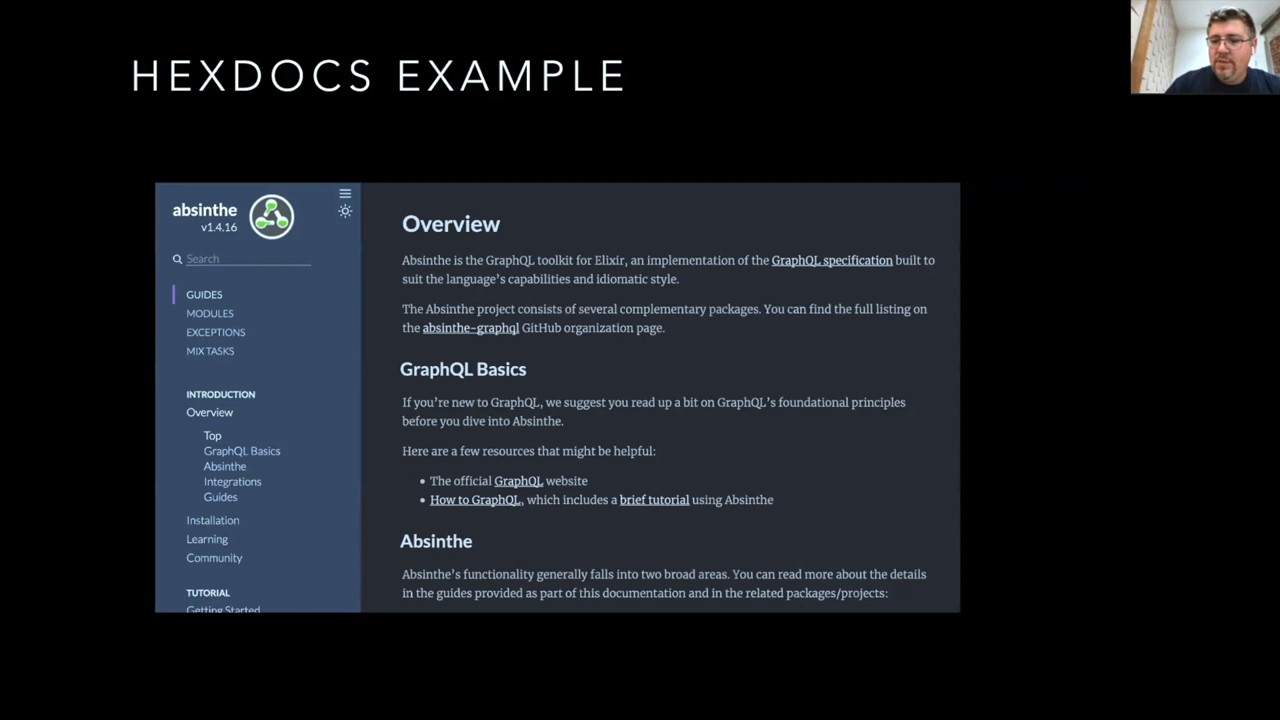 HEXDOCS EXAMPLE
absinthe
v1.4.16
Search
GUIDES
MODULES
EXCEPTIONS
MIX TASKS
INTRODUCTION
Overview
Top
GraphQL Basics
Absinthe
Integrations
Guides
Installation
Learning
Community
TUTORIAL
Getting Started
Overview
Absinthe is the GraphQL toolkit for Elixir, an implementation of the GraphQL specification built to
suit the language's capabilities and idiomatic style.
The Absinthe project consists of several complementary packages. You can find the full listing on
the absinthe-graphql GitHub organization page.
GraphQL Basics
If you're new to GraphQL, we suggest you read up a bit on GraphQL's foundational principles
before you dive into Absinthe.
Here are a few resources that might be helpful:
• The official GraphQL website
• How to GraphQL, which includes a brief tutorial using Absinthe
Absinthe
Absinthe's functionality generally falls into two broad areas. You can read more about the details
in the guides provided as part of this documentation and in the related packages/projects: